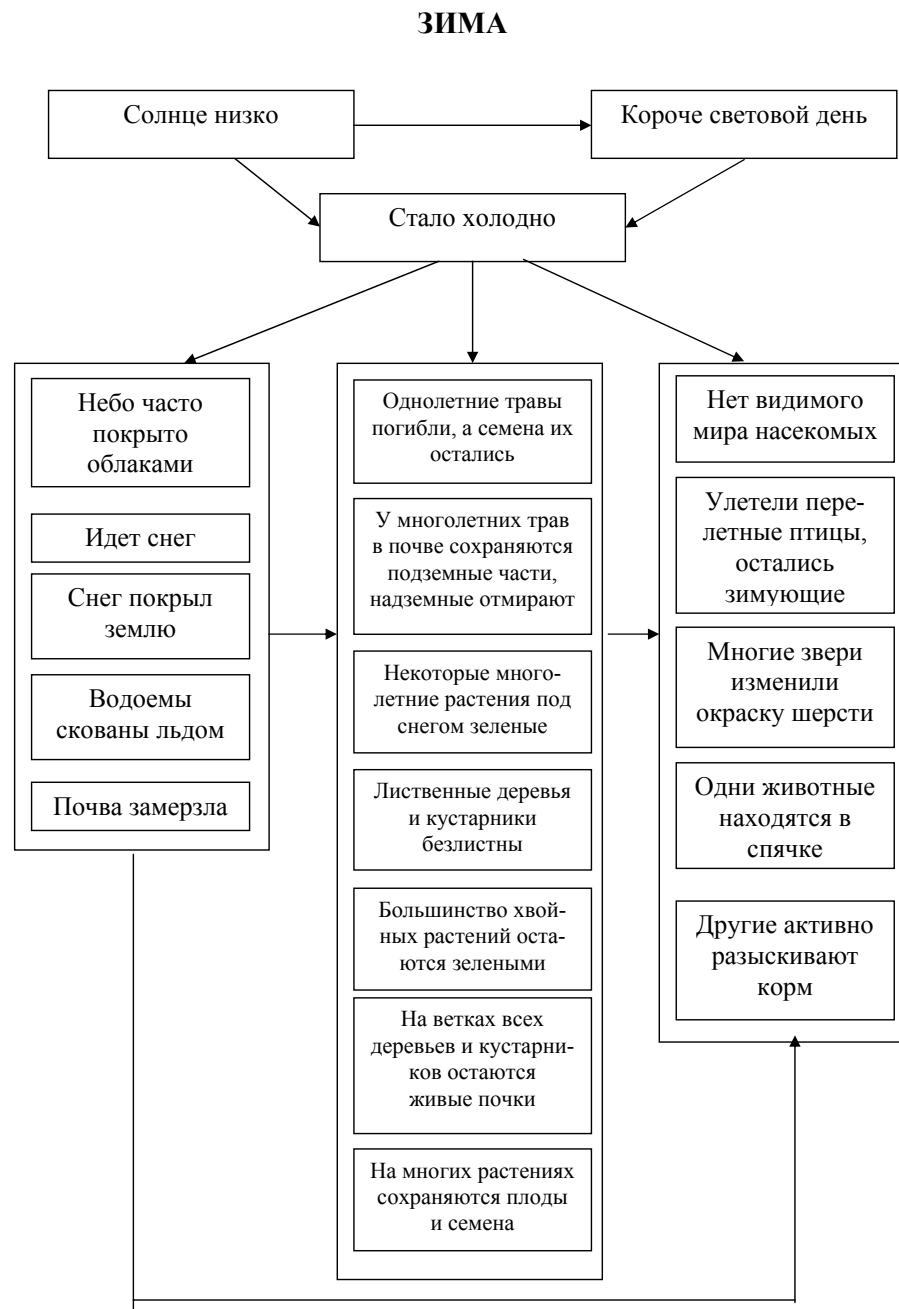 ЗИМА
Солнце низко
Короче световой день
Стало холодно
Небо часто
покрыто
облаками
Идет снег
Снег покрыл
землю
Водоемы
скованы льдом
Почва замерзла
Однолетние травы
погибли, а семена их
остались
У многолетних трав
в почве сохраняются
подземные части,
надземные отмирают
Некоторые много-
летние растения под
снегом зеленые
Лиственные деревья
и кустарники
безлистны
Большинство хвой-
ных растений оста-
ются зелеными
На ветках всех
деревьев и кустарни-
ков остаются
живые почки
На многих растениях
сохраняются плоды
и семена
Нет видимого
мира насекомых
Улетели пере-
летные птицы,
остались
зимующие
Многие звери
изменили
окраску шерсти
Одни животные
находятся в
спячке
Другие активно
разыскивают
корм